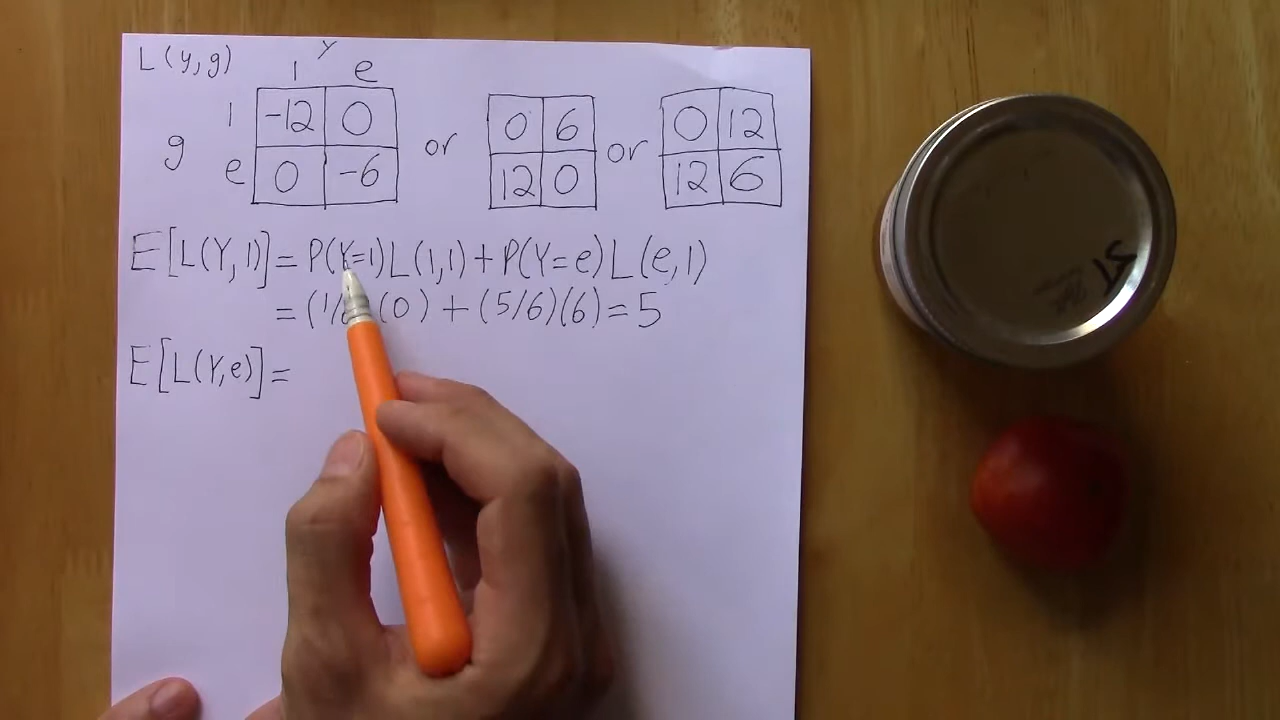 L(y,g)
y
1 e
g
1 -12 0
e 0 -6
or
0 6
12 0
or
0 12
12 6
E[L(Y,1)] = P(Y=1)L(1,1) + P(Y=e)L(e,1)
= (1/ (0) + (5/6)(6) = 5
E[L(Y,e)] =